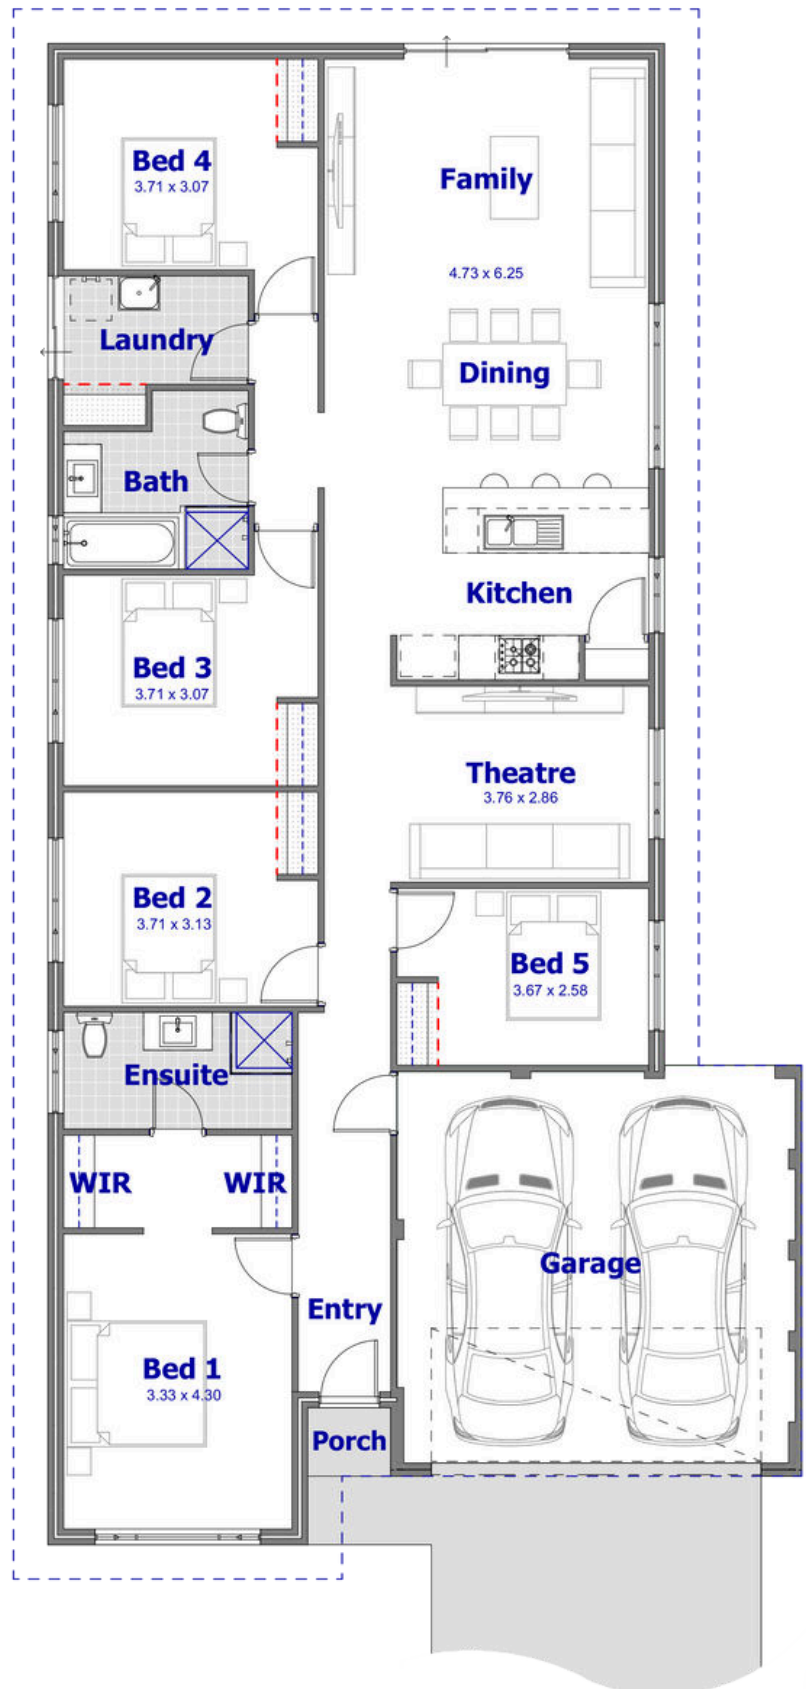 Bed 4
3.71 x 3.07
Family
4.73 x 6.25
Laundry
Dining
Bath
Kitchen
Bed 3
3.71 x 3.07
Theatre
3.76 x 2.86
Bed 2
3.71 x 3.13
Bed 5
3.67 x 2.58
Ensuite
WIR
WIR
Garage
Entry
Bed 1
3.33 x 4.30
Porch